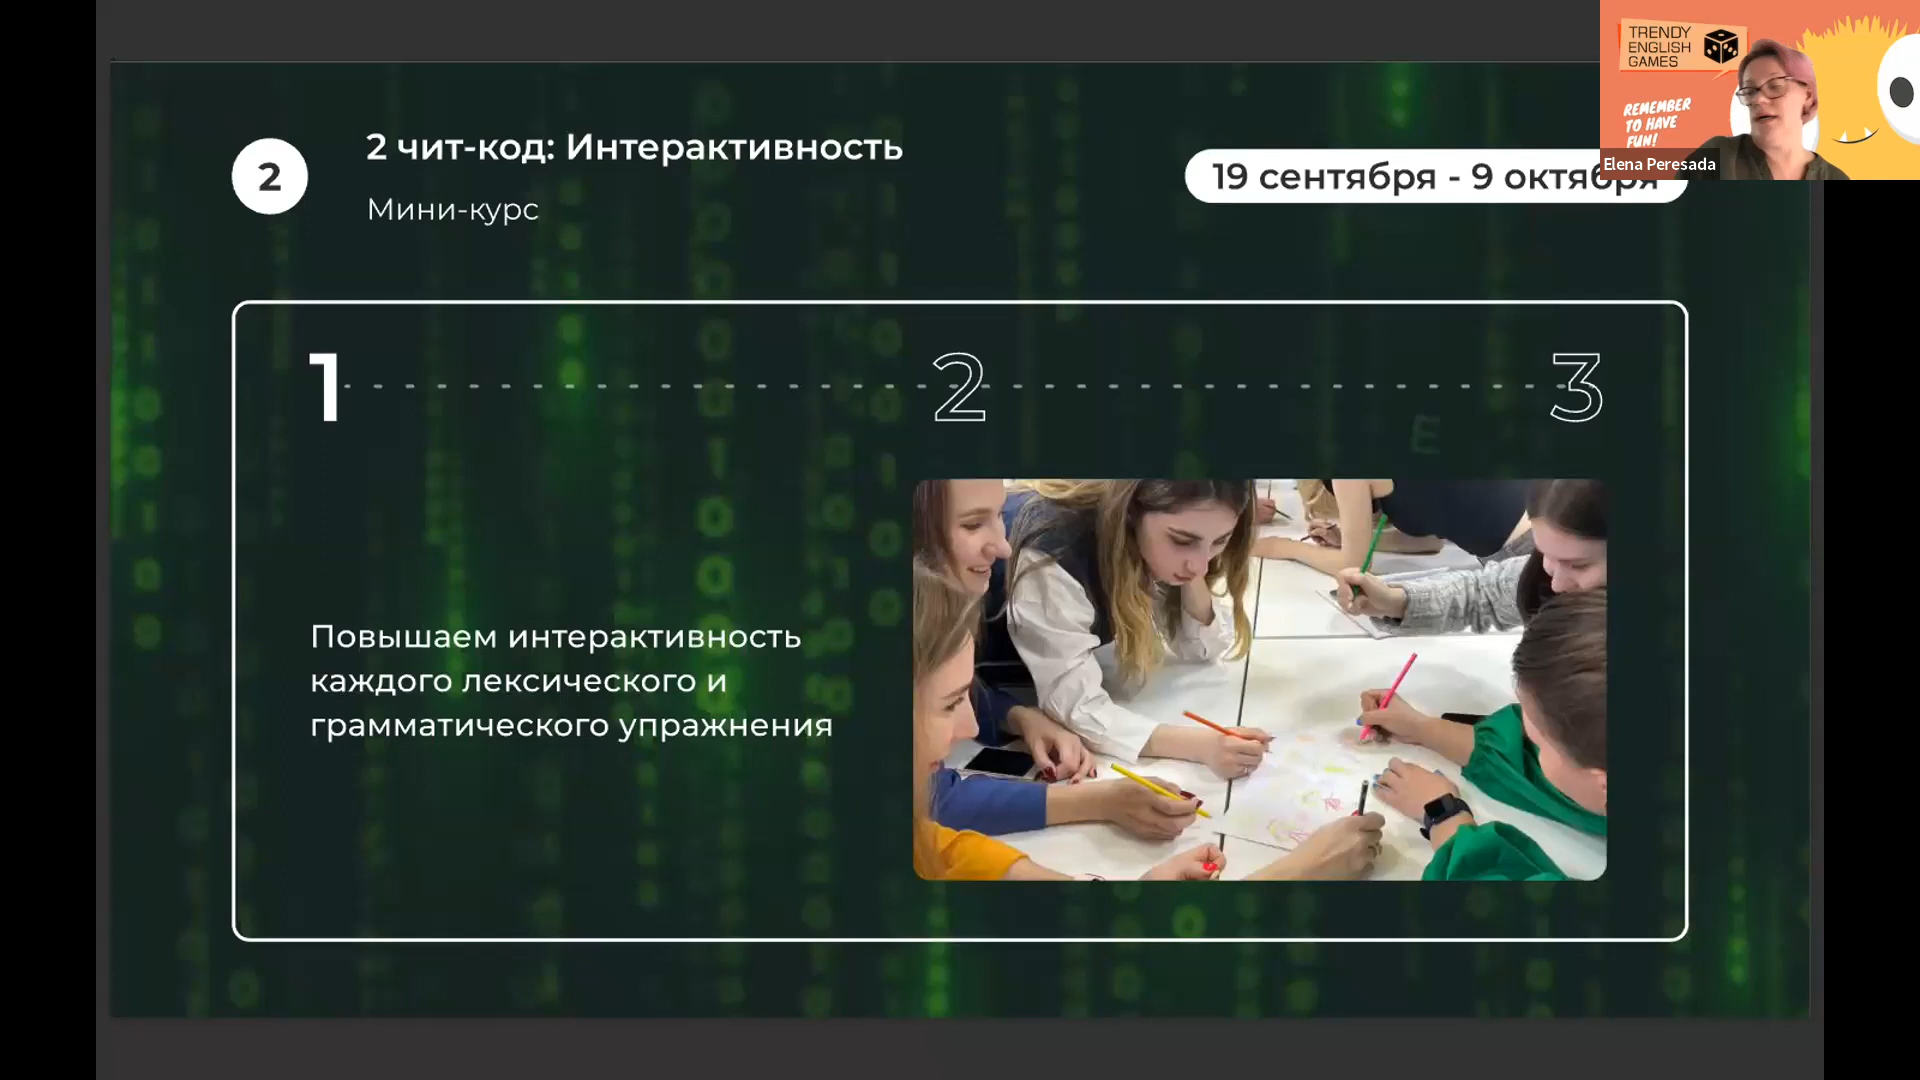 2
2 чит-код: Интерактивность
Мини-курс
19 сентября - 9 октября
TRENDY
ENGLISH
GAMES
REMEMBER
TO HAVE
FUN!
Elena Peresada
1
2
3
Повышаем интерактивность
каждого лексического и
грамматического упражнения